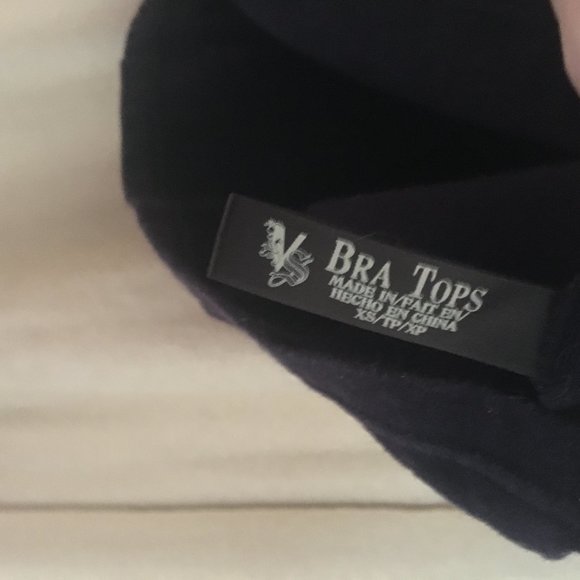 VS BRA TOPS
MADE IN/FAIT EN/
HECHO EN CHINA
XS/TP/XP